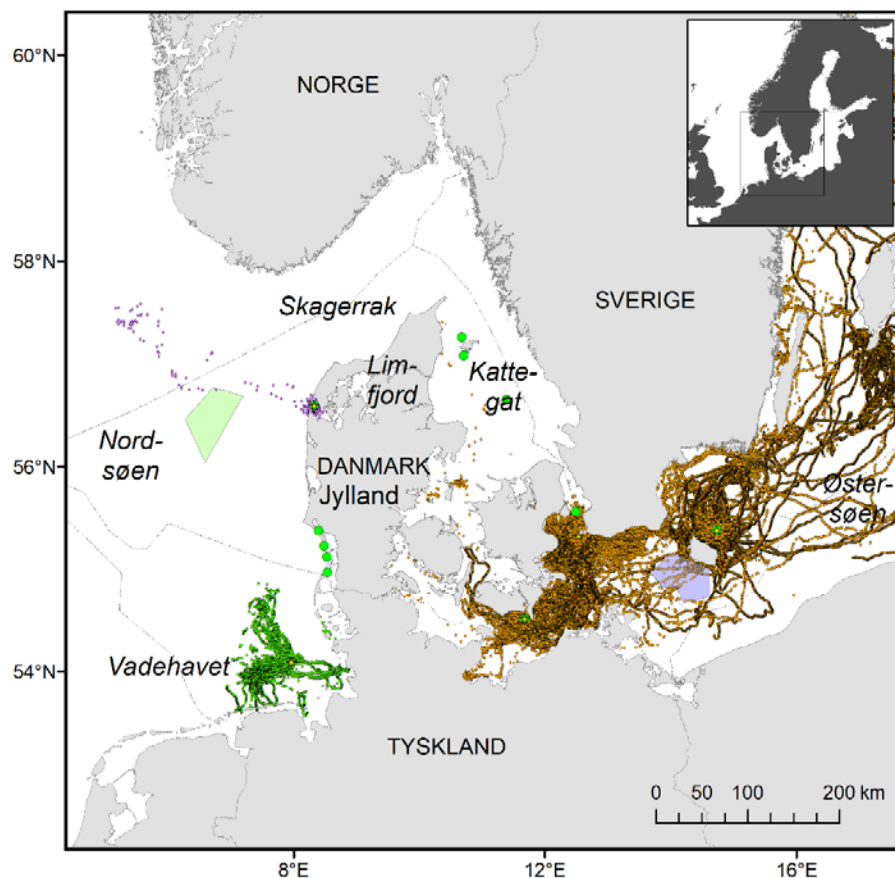 60°N
NORGE
58°N
Skagerrak
SVERIGE
Lim-
fjord
Katte-
gat
Nord-
søen
56°N
DANMARK
Jylland
Øster-
søen
Vadehavet
54°N
TYSKLAND
0 50 100 200 km
8°E 12°E 16°E